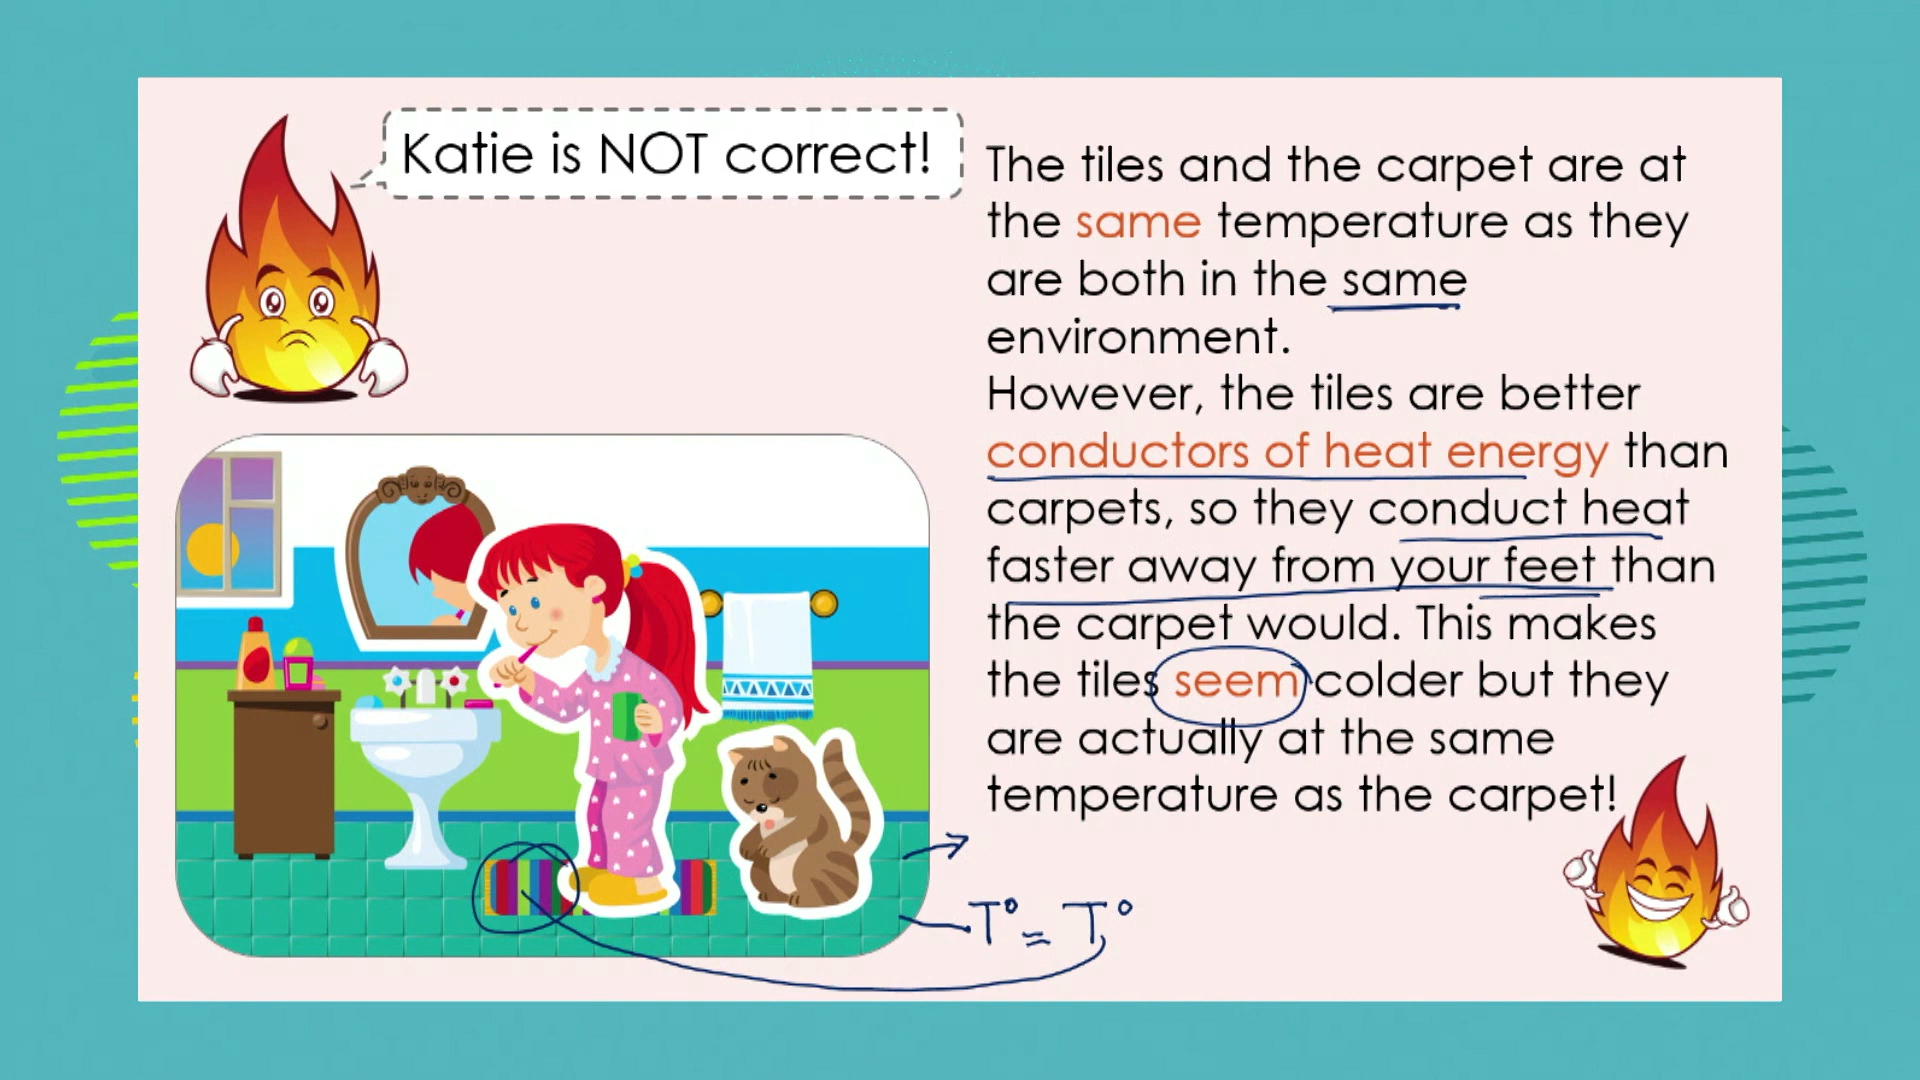 Katie is NOT correct!
The tiles and the carpet are at
the same temperature as they
are both in the same
environment.
However, the tiles are better
conductors of heat energy than
carpets, so they conduct heat
faster away from your feet than
the carpet would. This makes
the tiles seem colder but they
are actually at the same
temperature as the carpet!
T° = T°